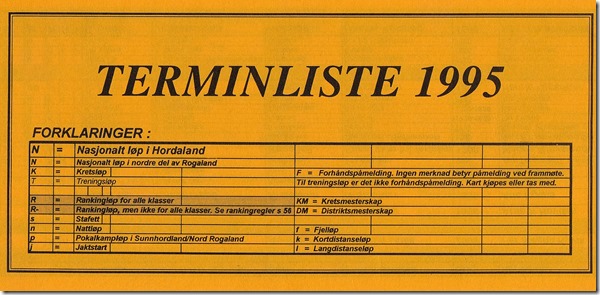 TERMINLISTE 1995
FORKLARINGER :
N = Nasjonalt løp i Hordaland
N = Nasjonalt løp i nordre del av Rogaland
K = Kretsløp
F = Forhåndspåmelding. Ingen merknad betyr påmelding ved frammøte.
T = Treningsløp
Til treningsløp er det ikke forhåndspåmelding. Kart kjøpes eller tas med.
R = Rankingløp for alle klasser
KM = Kretsmesterskap
R- = Rankingløp, men ikke for alle klasser. Se rankingregler s 56
DM = Distriktsmesterskap
s = Stafett
n = Nattløp
f = Fjelløp
p = Pokalkampløp i Sunnhordland/Nord Rogaland
k = Kortdistanseløp
j = Jaktstart
l = Langdistanseløp